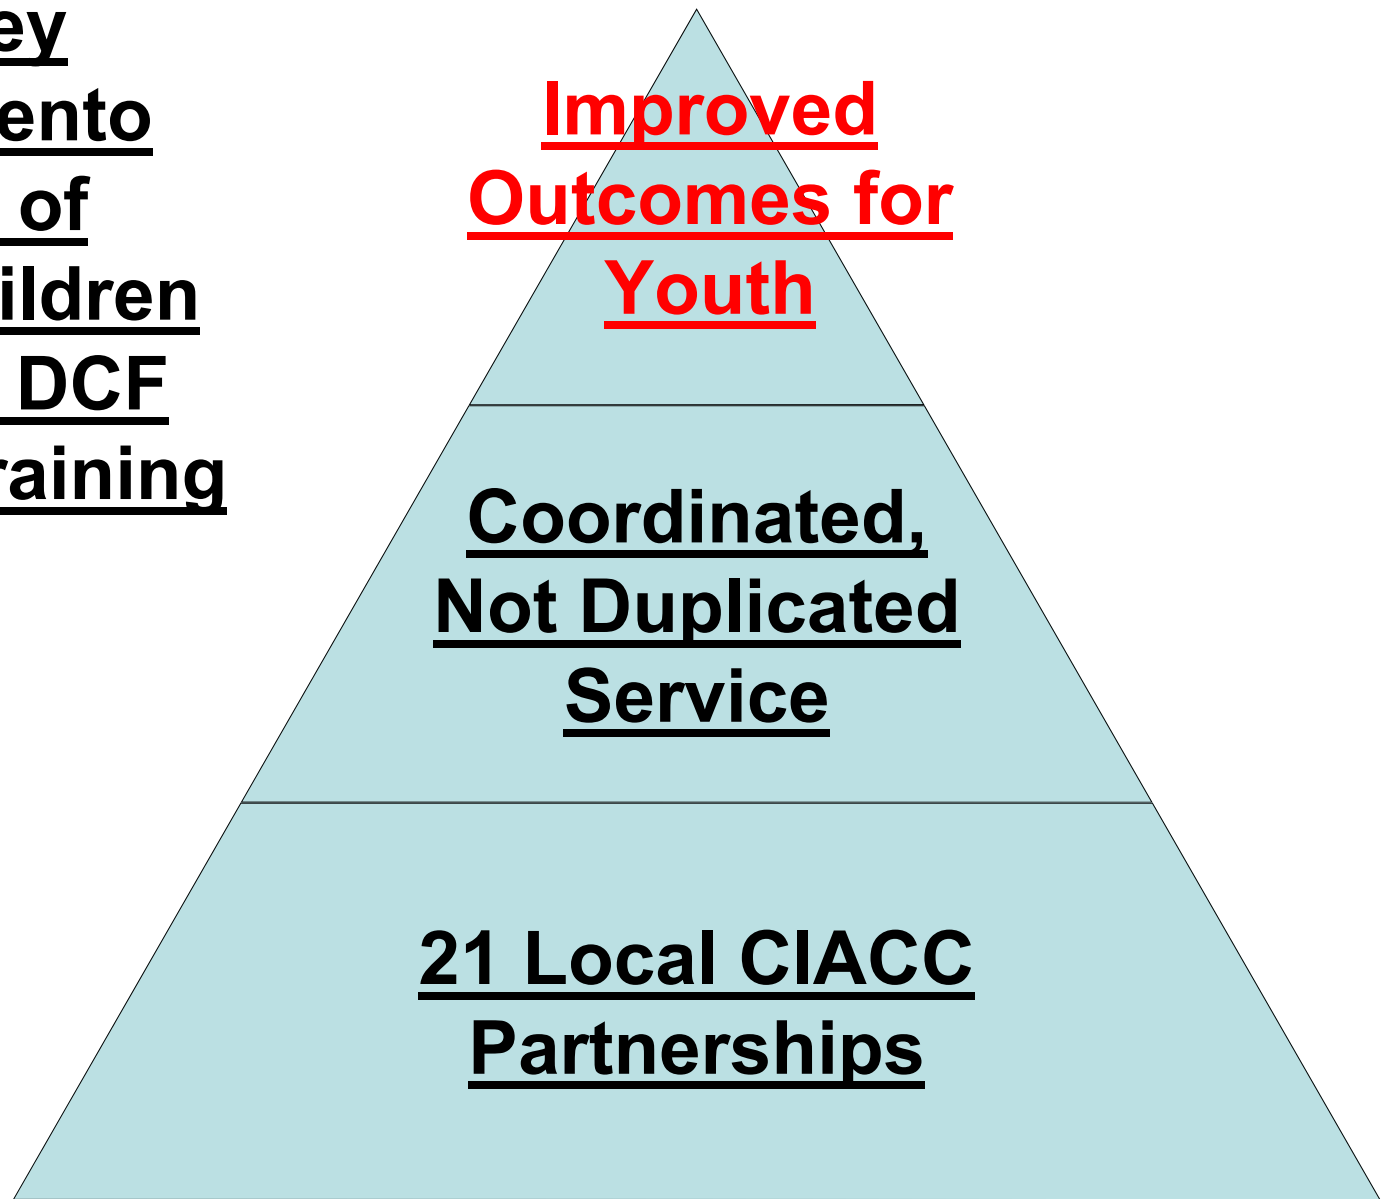 ey
ento
of
ildren
DCF
raining
Improved
Outcomes for
Youth
Coordinated,
Not Duplicated
Service
21 Local CIACC
Partnerships